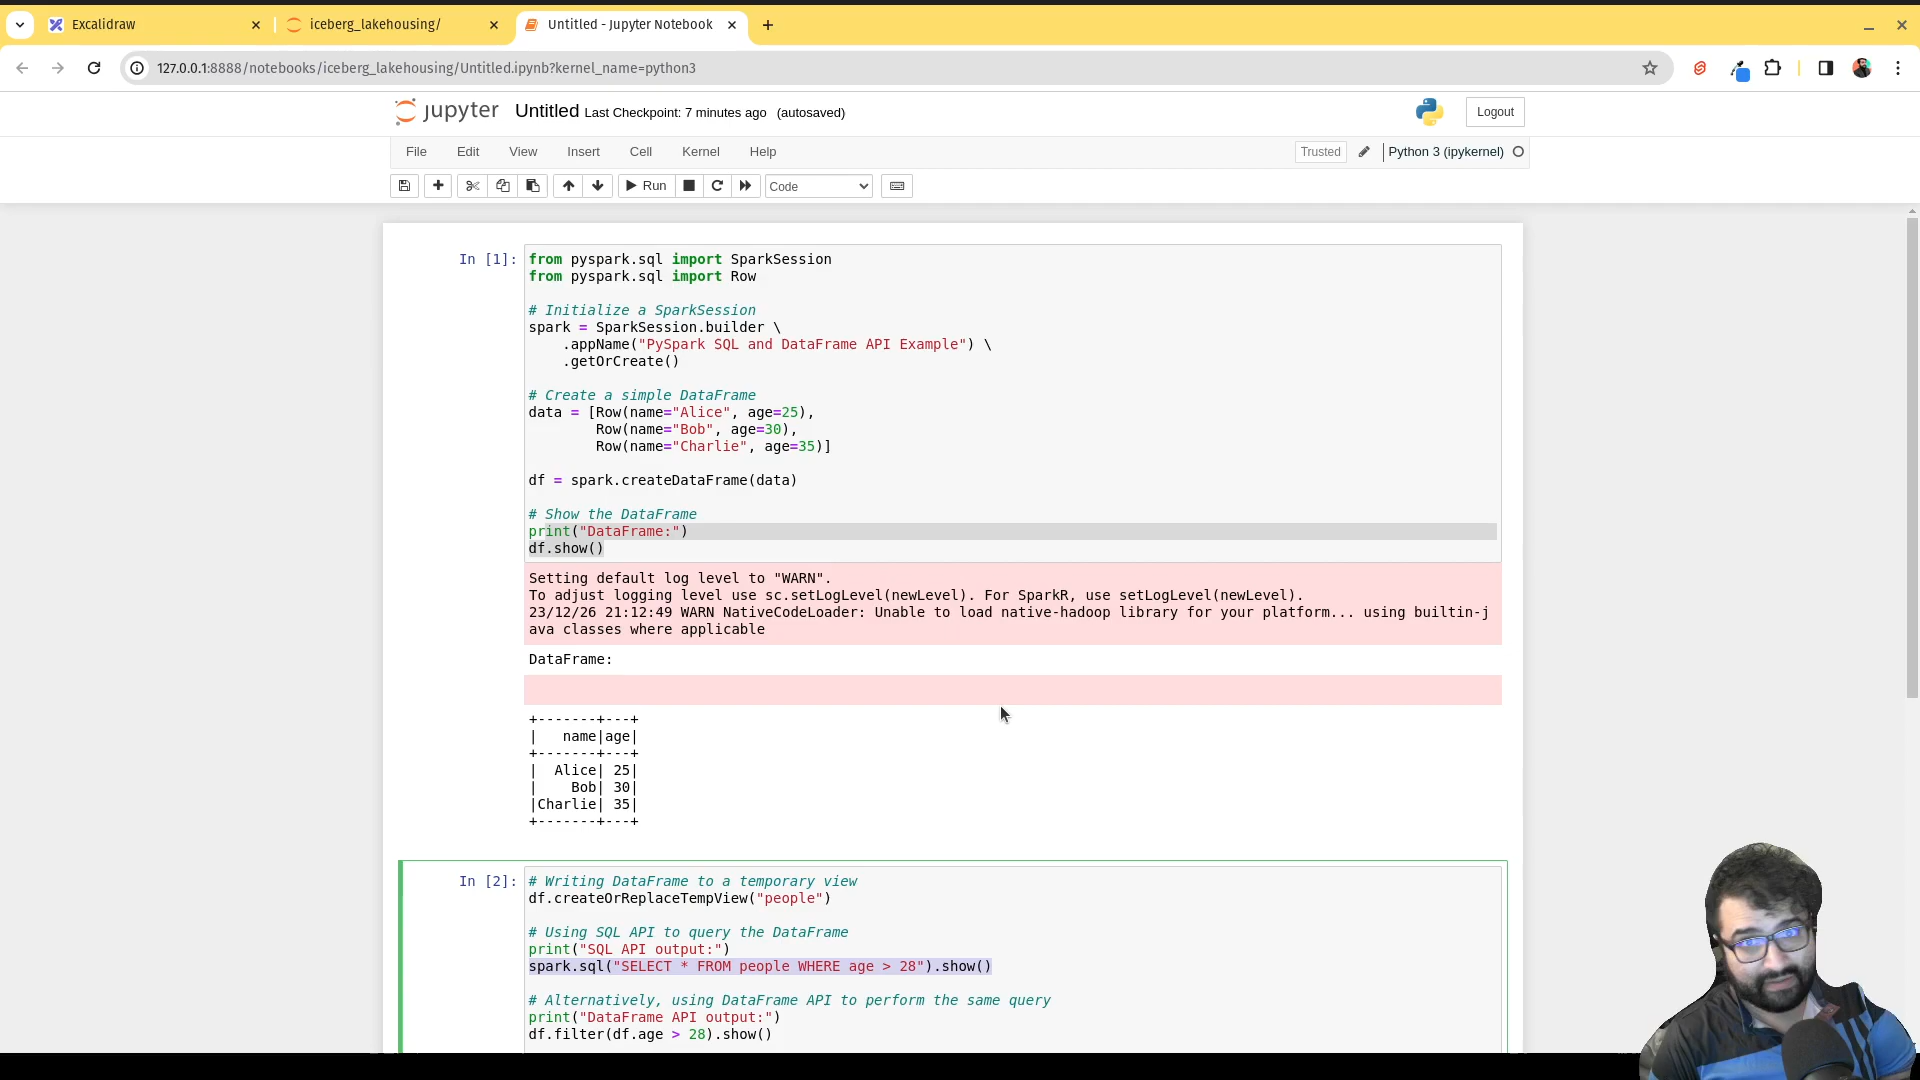 Excalidraw
iceberg_lakehousing/
Untitled - Jupyter Notebook
127.0.0.1:8888/notebooks/iceberg_lakehousing/Untitled.ipynb?kernel_name=python3
jupyter Untitled Last Checkpoint: 7 minutes ago (autosaved)
Logout
File Edit View Insert Cell Kernel Help
Trusted Python 3 (ipykernel)
Run
Code
In [1]:
from pyspark.sql import SparkSession
from pyspark.sql import Row
# Initialize a SparkSession
spark = SparkSession.builder \
.appName("PySpark SQL and DataFrame API Example") \
.getOrCreate()
# Create a simple DataFrame
data = [Row(name="Alice", age=25),
Row(name="Bob", age=30),
Row(name="Charlie", age=35)]
df = spark.createDataFrame(data)
# Show the DataFrame
print("DataFrame:")
df.show()
Setting default log level to "WARN".
To adjust logging level use sc.setLogLevel(newLevel). For SparkR, use setLogLevel(newLevel).
23/12/26 21:12:49 WARN NativeCodeLoader: Unable to load native-hadoop library for your platform... using builtin-j
ava classes where applicable
DataFrame:
+-------+---+
|   name|age|
+-------+---+
|  Alice| 25|
|    Bob| 30|
|Charlie| 35|
+-------+---+
In [2]:
# Writing DataFrame to a temporary view
df.createOrReplaceTempView("people")
# Using SQL API to query the DataFrame
print("SQL API output:")
spark.sql("SELECT * FROM people WHERE age > 28").show()
# Alternatively, using DataFrame API to perform the same query
print("DataFrame API output:")
df.filter(df.age > 28).show()